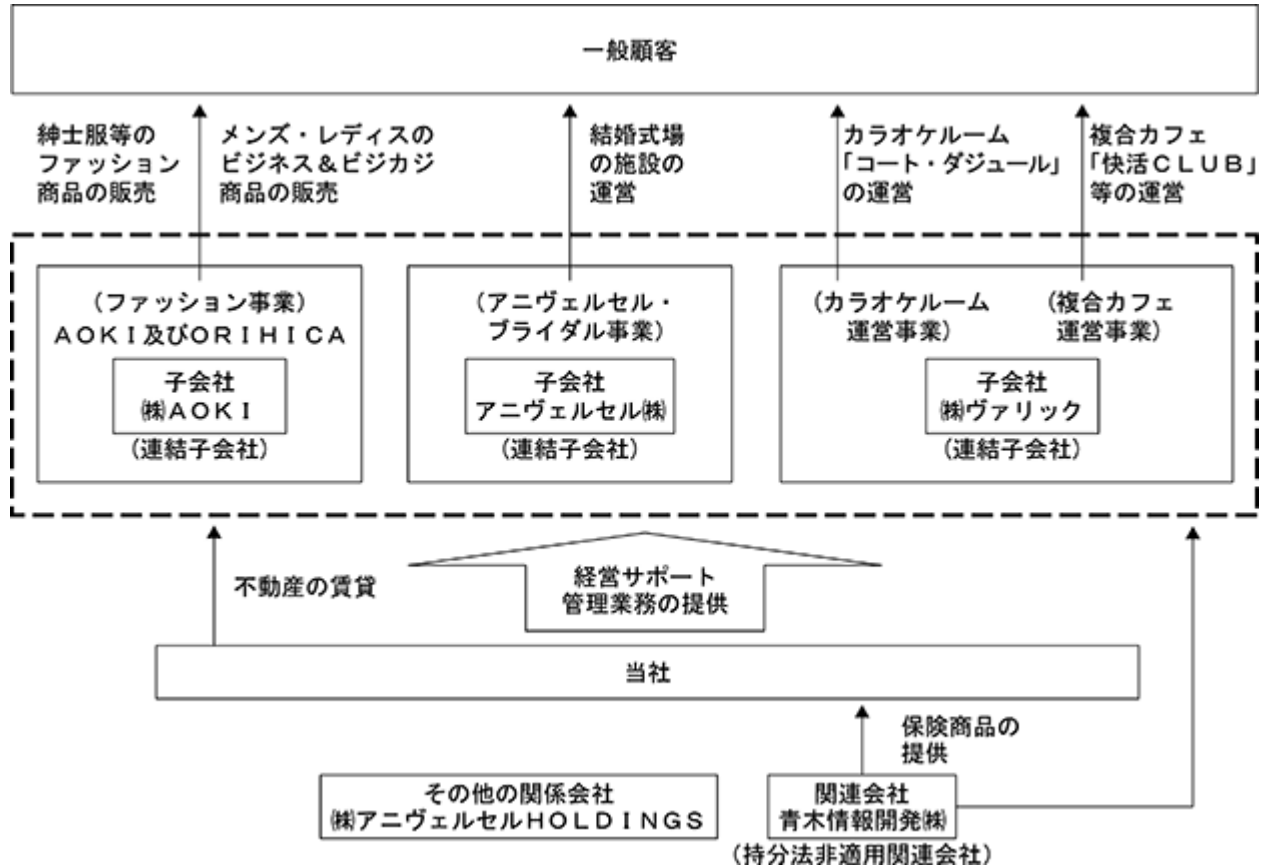 一般顧客
紳士服等の
ファッション
商品の販売
メンズ・レディスの
ビジネス＆ビジカジ
商品の販売
結婚式場
の施設の
運営
カラオケルーム
「コート・ダジュール」
の運営
複合カフェ
「快活ＣＬＵＢ」
等の運営
（ファッション事業）
ＡＯＫＩ及びＯＲＩＨＩＣＡ
子会社
㈱ＡＯＫＩ
（連結子会社）
（アニヴェルセル・
ブライダル事業）
子会社
アニヴェルセル㈱
（連結子会社）
（カラオケルーム
運営事業）
（複合カフェ
運営事業）
子会社
㈱ヴァリック
（連結子会社）
不動産の賃貸
経営サポート
管理業務の提供
当社
保険商品の
提供
その他の関係会社
㈱アニヴェルセルＨＯＬＤＩＮＧＳ
関連会社
青木情報開発㈱
（持分法非適用関連会社）